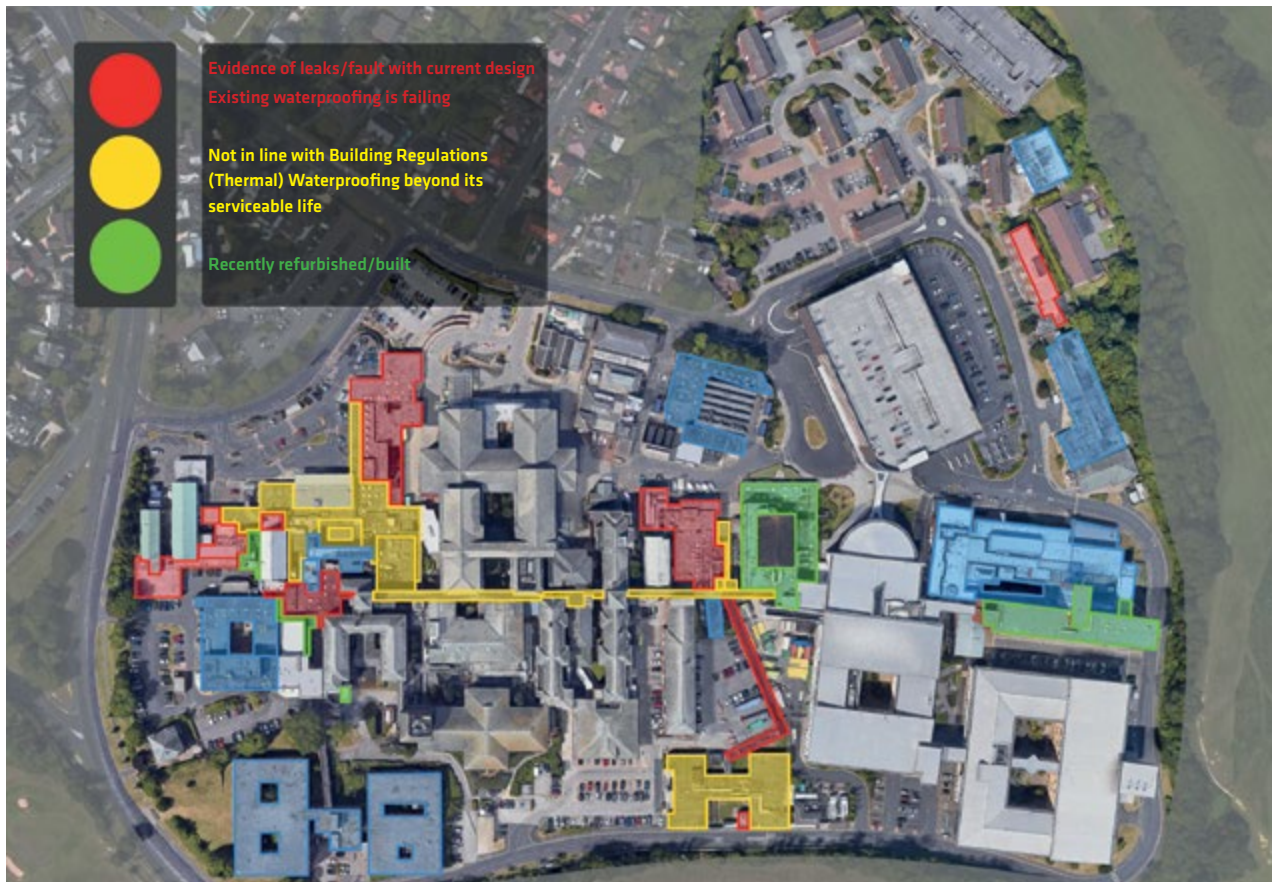 Evidence of leaks/fault with current design
Existing waterproofing is failing
Not in line with Building Regulations
(Thermal) Waterproofing beyond its
serviceable life
Recently refurbished/built